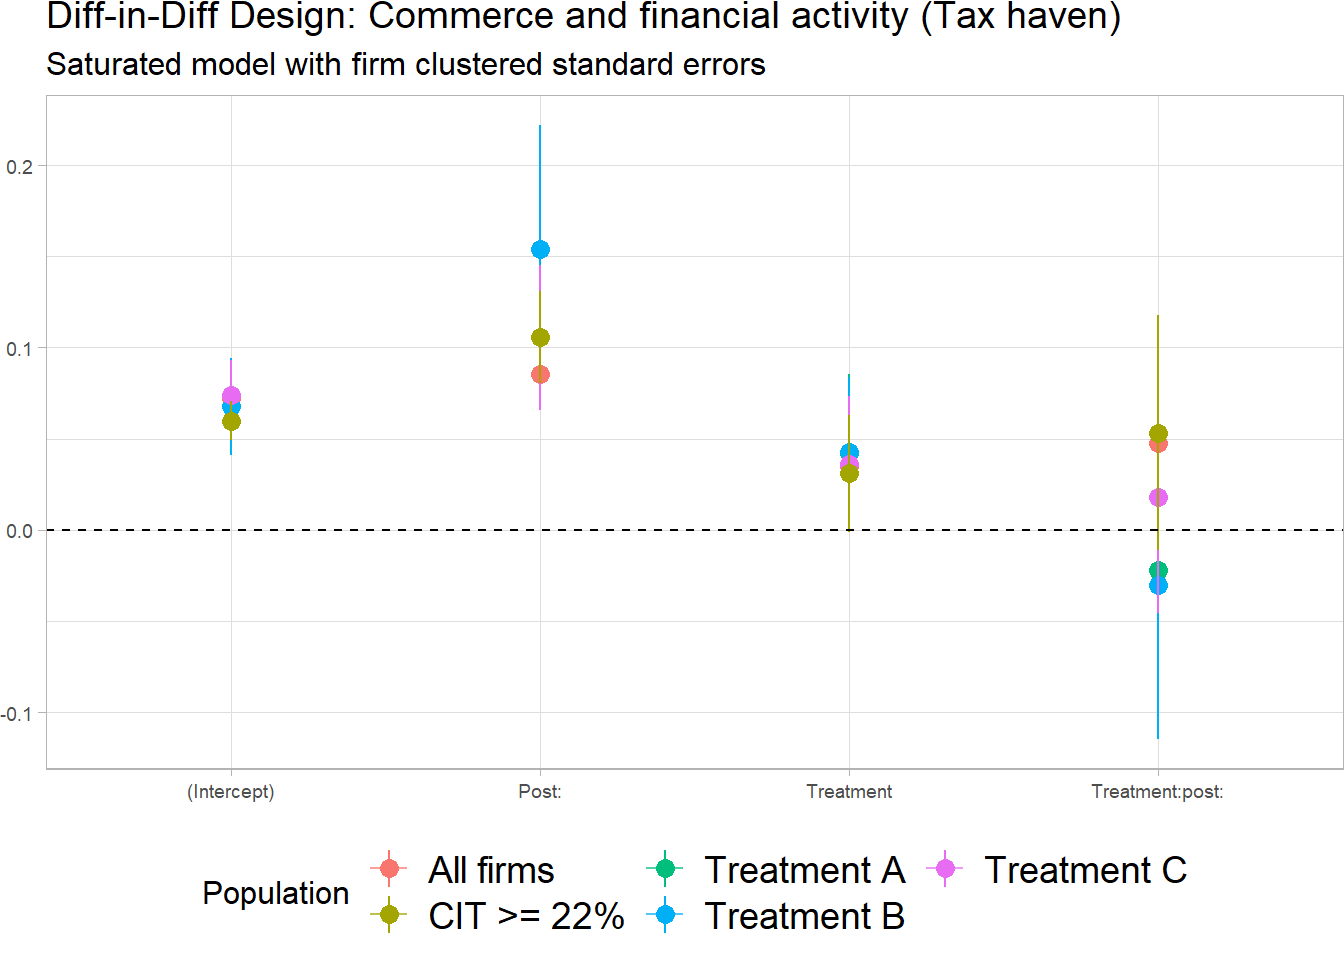 Diff-in-Diff Design: Commerce and financial activity (Tax haven)
Saturated model with firm clustered standard errors
0.2
0.1
0.0
-0.1
(Intercept) Post: Treatment Treatment:post:
Population
All firms Treatment A Treatment C
CIT >= 22% Treatment B